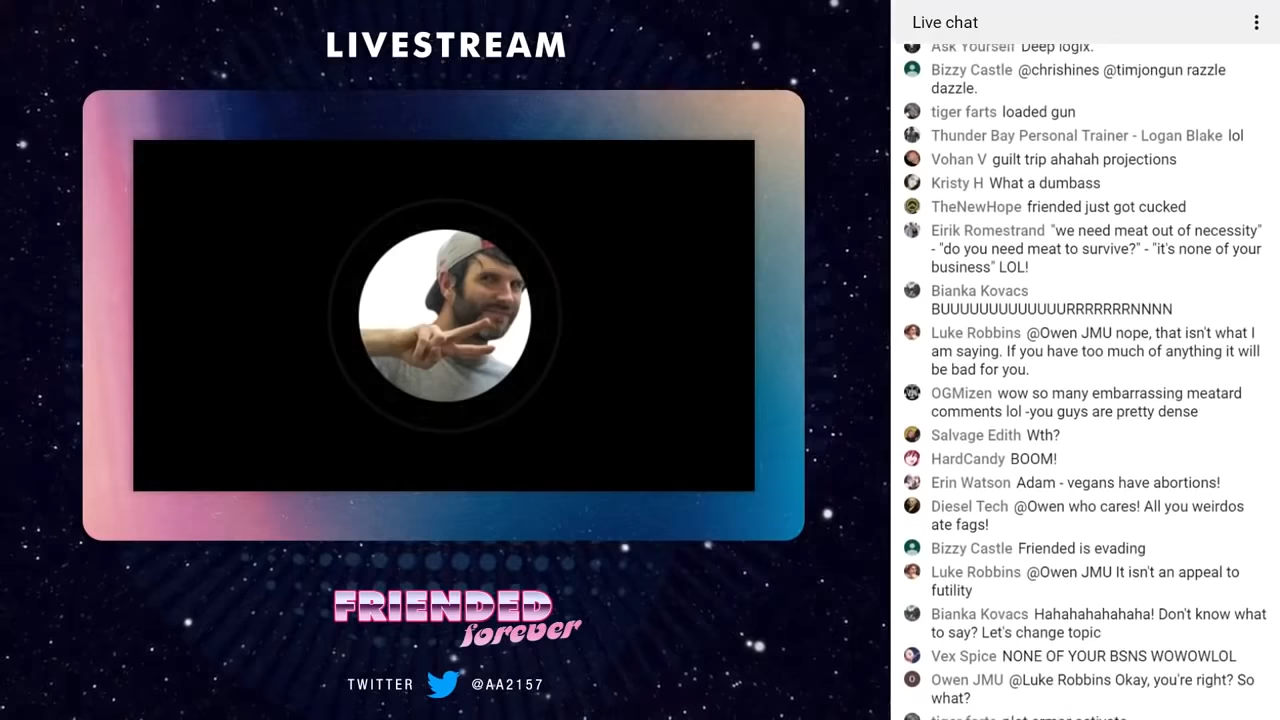 LIVESTREAM
FRIENDED
forever
TWITTER @AA2157
Live chat
Ask Yourself Deep logix.
Bizzy Castle @chrishines @timjongun razzle
dazzle.
tiger farts loaded gun
Thunder Bay Personal Trainer - Logan Blake lol
Vohan V guilt trip ahahah projections
Kristy H What a dumbass
TheNewHope friended just got cucked
Eirik Romestrand "we need meat out of necessity"
- "do you need meat to survive?" - "it's none of your
business" LOL!
Bianka Kovacs
BUUUUUUUUUUUUURRRRRRRNNNN
Luke Robbins @Owen JMU nope, that isn't what I
am saying. If you have too much of anything it will
be bad for you.
OGMizen wow so many embarrassing meatard
comments lol -you guys are pretty dense
Salvage Edith Wth?
HardCandy BOOM!
Erin Watson Adam - vegans have abortions!
Diesel Tech @Owen who cares! All you weirdos
ate fags!
Bizzy Castle Friended is evading
Luke Robbins @Owen JMU It isn't an appeal to
futility
Bianka Kovacs Hahahahahahaha! Don't know what
to say? Let's change topic
Vex Spice NONE OF YOUR BSNS WOWOWLOL
Owen JMU @Luke Robbins Okay, you're right? So
what?